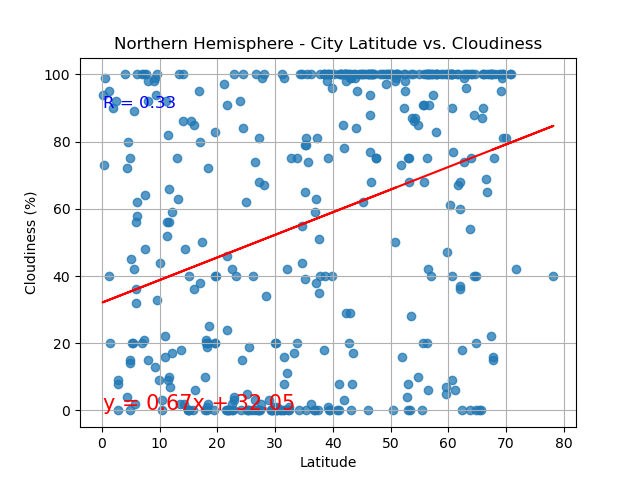 Northern Hemisphere - City Latitude vs. Cloudiness
100
R = 0.33
80
60
Cloudiness (%)
40
20
y = 0.67x + 32.05
0
0 10 20 30 40 50 60 70 80
Latitude